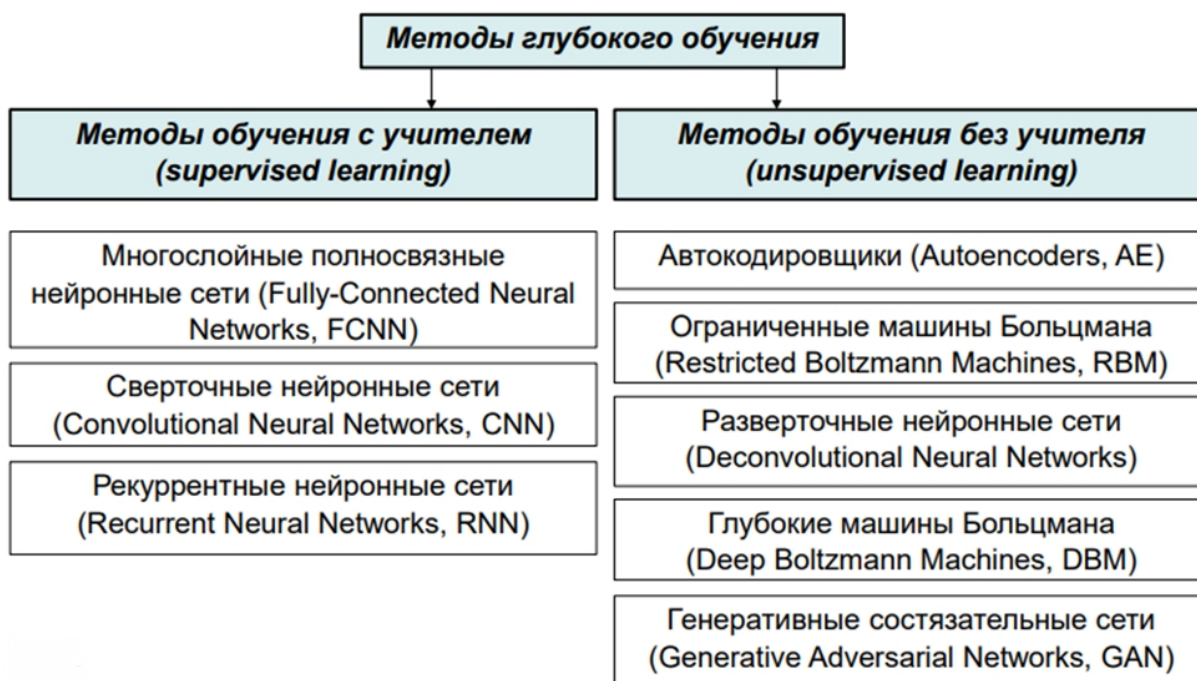 Методы глубокого обучения
Методы обучения с учителем
(supervised learning)
Многослойные полносвязные
нейронные сети (Fully-Connected Neural
Networks, FCNN)
Сверточные нейронные сети
(Convolutional Neural Networks, CNN)
Рекуррентные нейронные сети
(Recurrent Neural Networks, RNN)
Методы обучения без учителя
(unsupervised learning)
Автокодировщики (Autoencoders, AE)
Ограниченные машины Больцмана
(Restricted Boltzmann Machines, RBM)
Разверточные нейронные сети
(Deconvolutional Neural Networks)
Глубокие машины Больцмана
(Deep Boltzmann Machines, DBM)
Генеративные состязательные сети
(Generative Adversarial Networks, GAN)